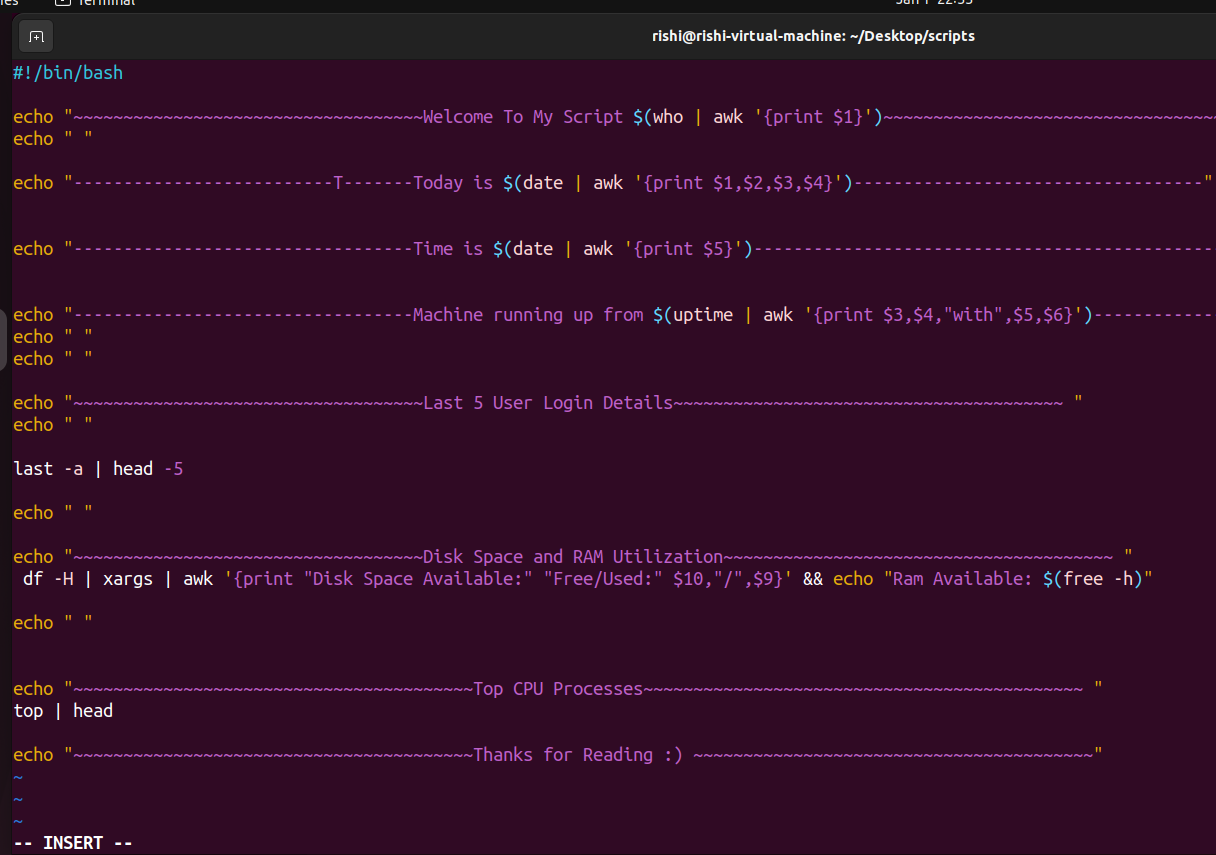 Terminal
rishi@rishi-virtual-machine: ~/Desktop/scripts
#!/bin/bash
echo "~~~~~~~~~~~~~~~~~~~~~~~~~~~~~~~~~~~Welcome To My Script $(who | awk '{print $1}')~~~~~~~~~~~~~~~~~~~~~~~~~~~~~~~~~
echo " "
echo "--------------------------T-------Today is $(date | awk '{print $1,$2,$3,$4}')-----------------------------------"
echo "----------------------------------Time is $(date | awk '{print $5}')----------------------------------------------
echo "----------------------------------Machine running up from $(uptime | awk '{print $3,$4,"with",$5,$6}')------------
echo " "
echo " "
echo "~~~~~~~~~~~~~~~~~~~~~~~~~~~~~~~~~~~Last 5 User Login Details~~~~~~~~~~~~~~~~~~~~~~~~~~~~~~~~~~~~~~~ "
echo " "
last -a | head -5
echo " "
echo "~~~~~~~~~~~~~~~~~~~~~~~~~~~~~~~~~~~Disk Space and RAM Utilization~~~~~~~~~~~~~~~~~~~~~~~~~~~~~~~~~~~~~~~ "
df -H | xargs | awk '{print "Disk Space Available:" "Free/Used:" $10,"/",$9}' && echo "Ram Available: $(free -h)"
echo " "
echo "~~~~~~~~~~~~~~~~~~~~~~~~~~~~~~~~~~~~~~~~Top CPU Processes~~~~~~~~~~~~~~~~~~~~~~~~~~~~~~~~~~~~~~~~~~~~ "
top | head
echo "~~~~~~~~~~~~~~~~~~~~~~~~~~~~~~~~~~~~~~~~Thanks for Reading :) ~~~~~~~~~~~~~~~~~~~~~~~~~~~~~~~~~~~~~~~~"
~
~
~
-- INSERT --